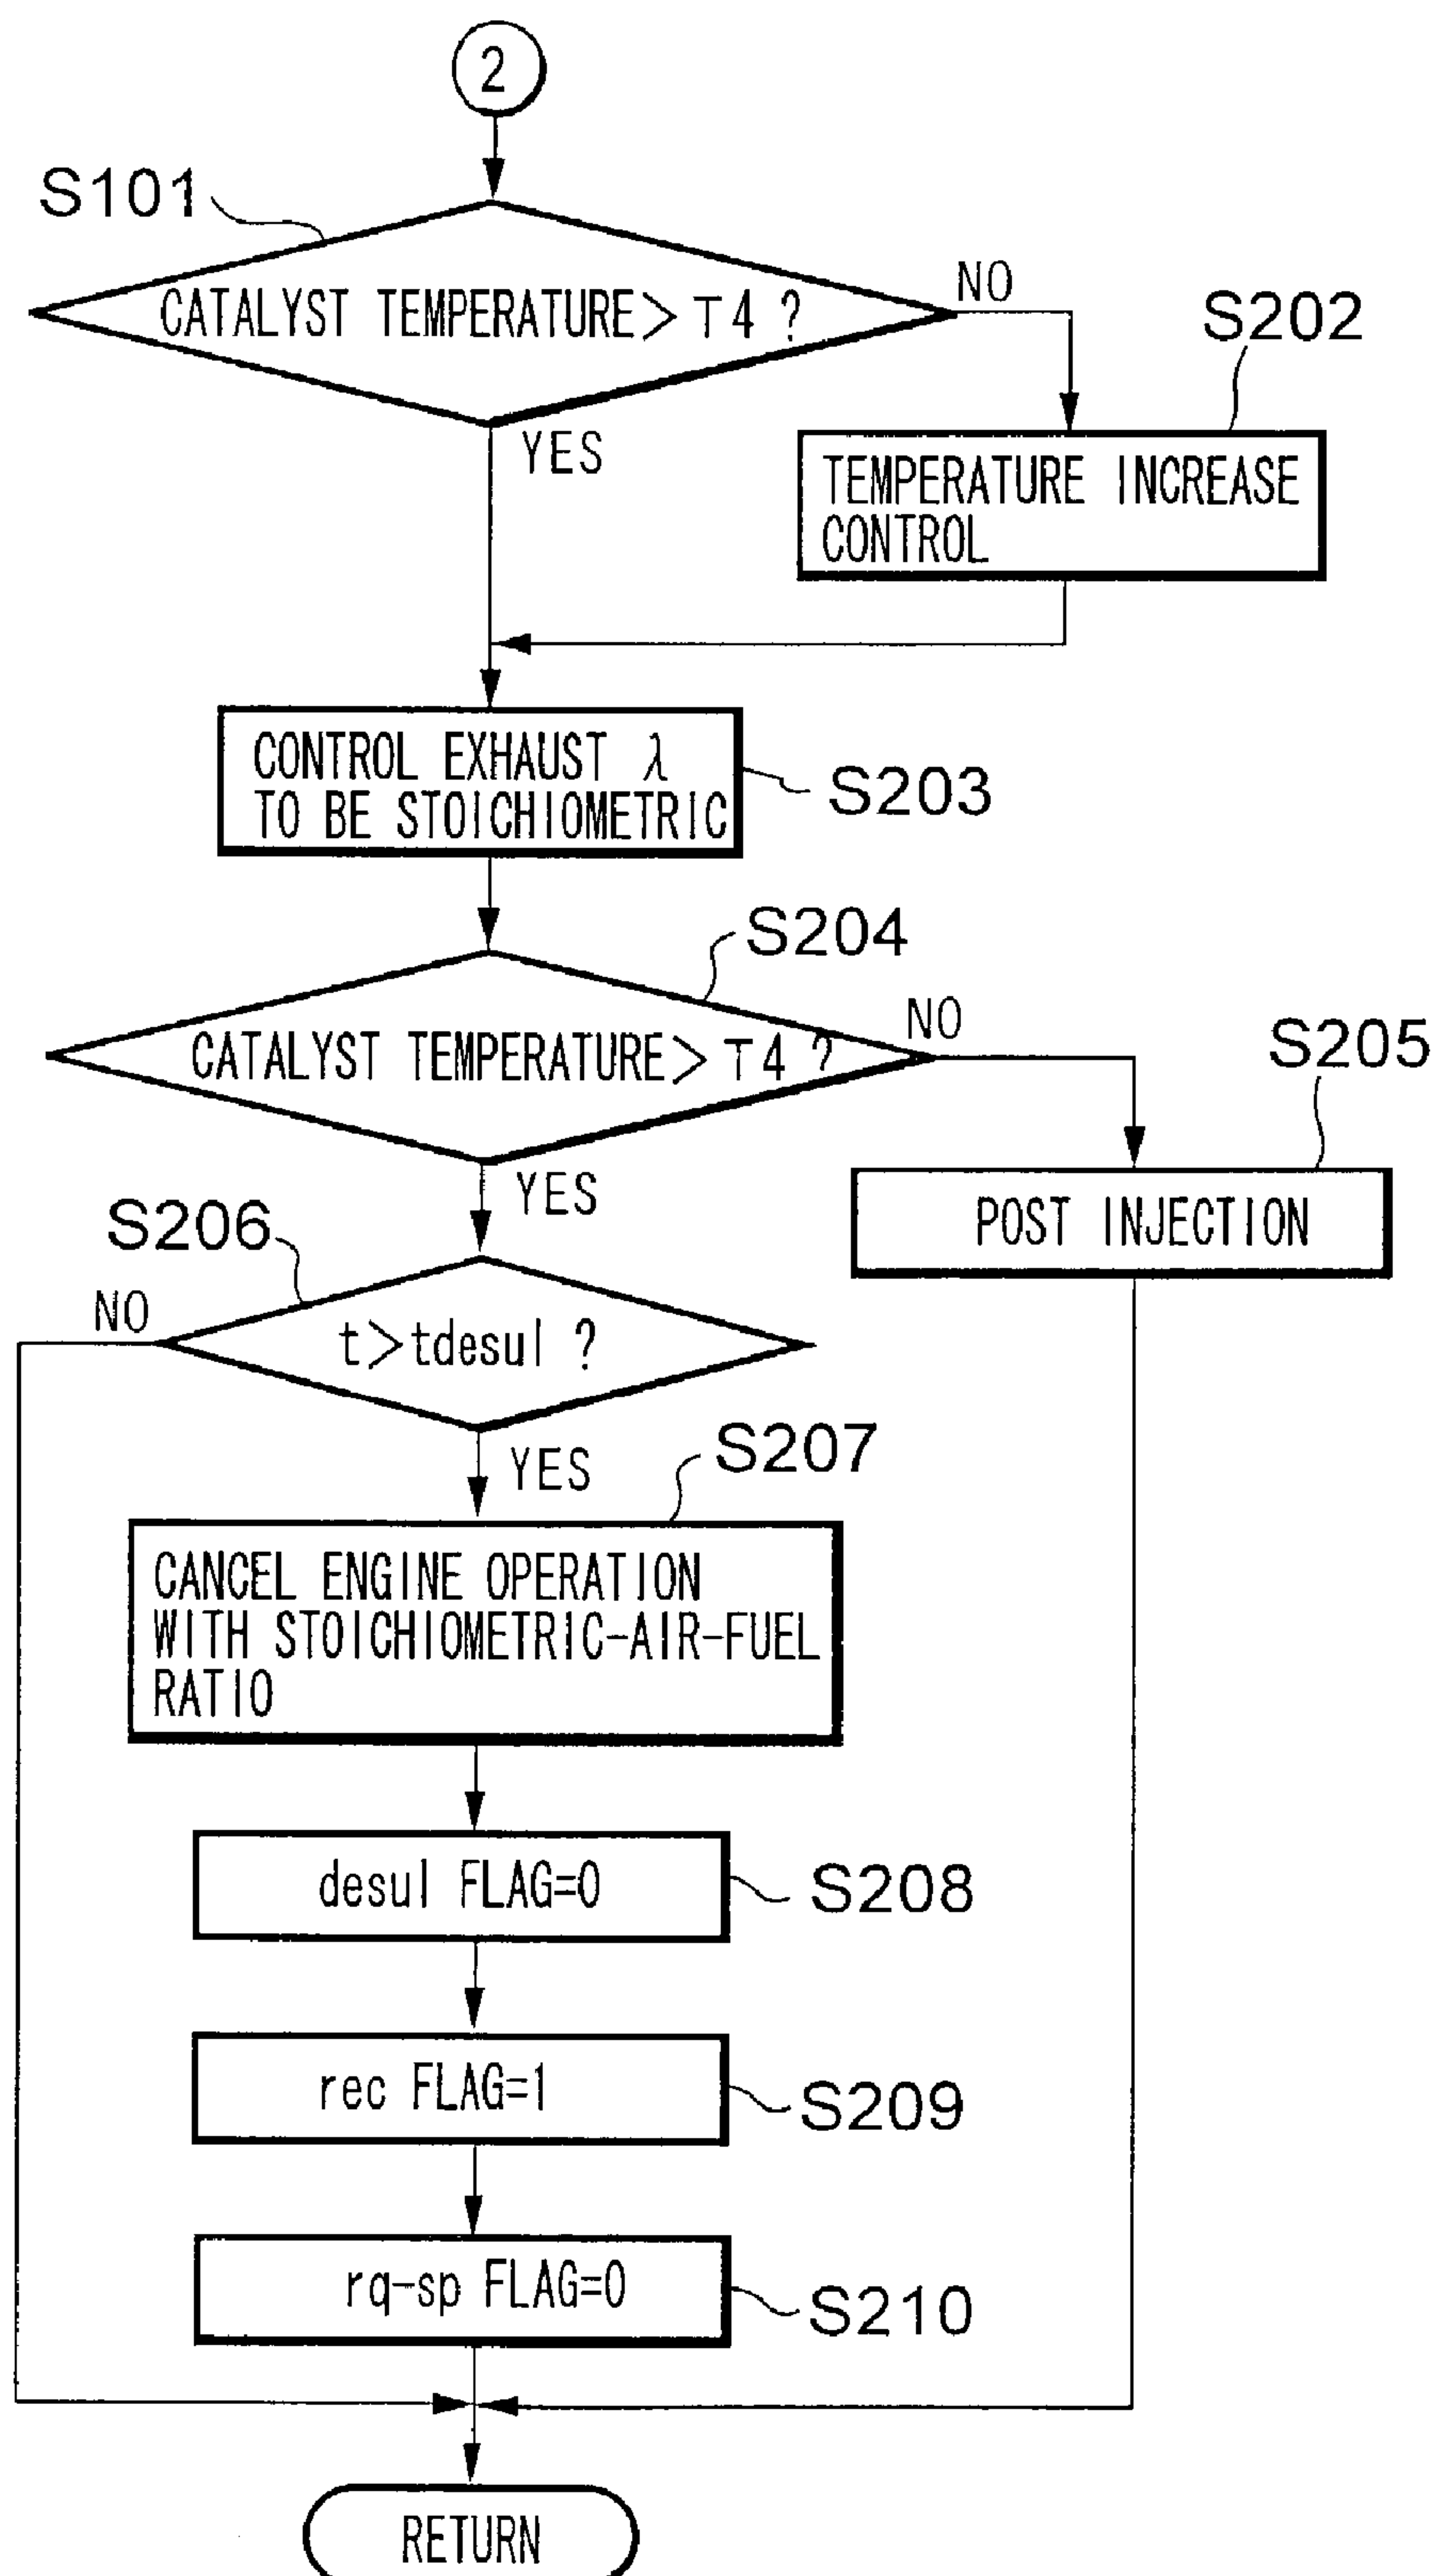 2
S101
CATALYST TEMPERATURE> T4 ?
NO
S202
YES
TEMPERATURE INCREASE
CONTROL
CONTROL EXHAUST λ
TO BE STOICHIOMETRIC
S203
S204
CATALYST TEMPERATURE> T4 ?
NO
S205
YES
POST INJECTION
S206
NO
t>tdesul ?
YES
S207
CANCEL ENGINE OPERATION
WITH STOICHIOMETRIC-AIR-FUEL
RATIO
desul FLAG=0
S208
rec FLAG=1
S209
rq-sp FLAG=0
S210
RETURN